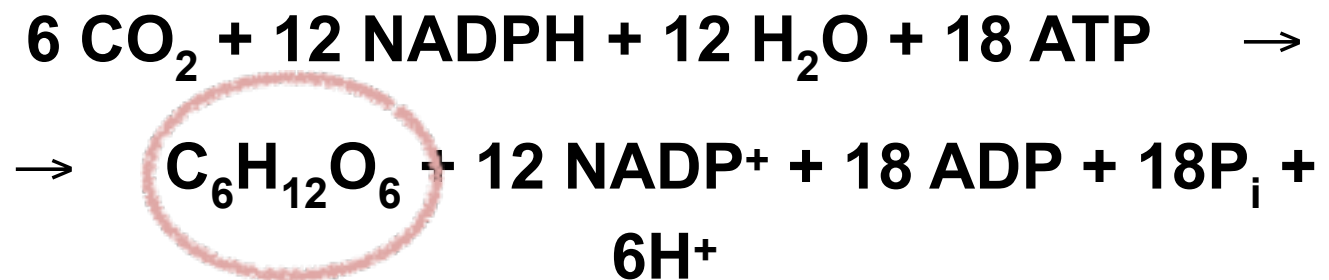 6 CO₂ + 12 NADPH + 12 H₂O + 18 ATP →
→ C₆H₁₂O₆ + 12 NADP⁺ + 18 ADP + 18Pᵢ +
6H⁺